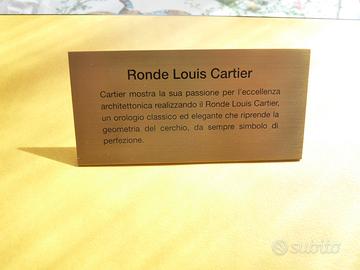 Ronde Louis Cartier
Cartier mostra la sua passione per l'eccellenza
architettonica realizzando il Ronde Louis Cartier,
un orologio classico ed elegante che riprende la
geometria del cerchio, da sempre simbolo di
perfezione.
subito